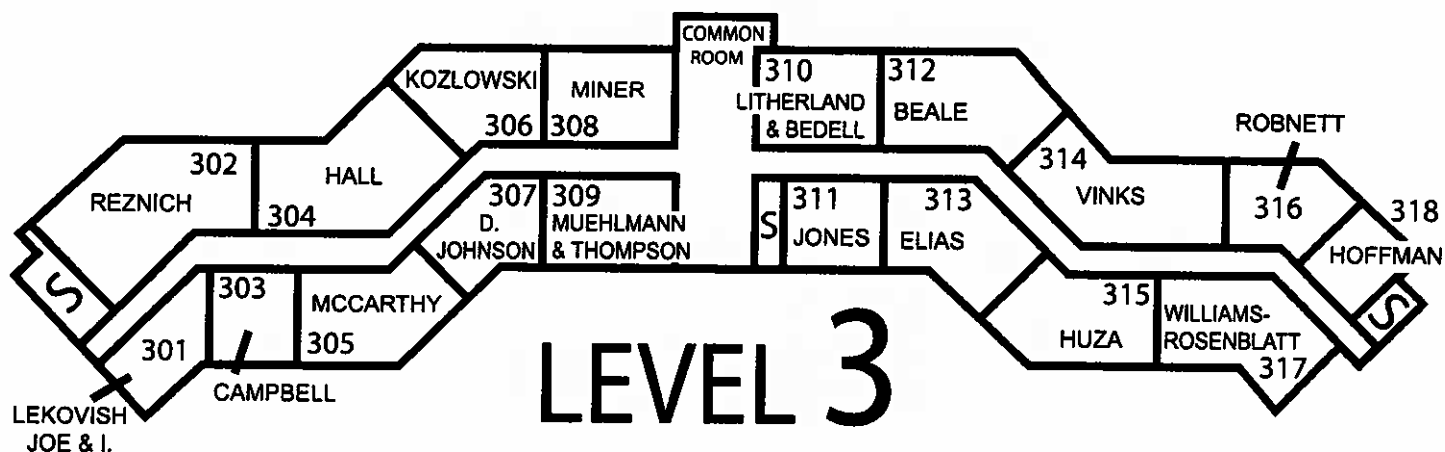 COMMON
ROOM
KOZLOWSKI
306
MINER
308
310
LITHERLAND
& BEDELL
312
BEALE
ROBNETT
302
REZNICH
HALL
304
314
VINKS
316
318
HOFFMAN
307
D.
JOHNSON
309
MUEHLMANN
& THOMPSON
S
311
JONES
313
ELIAS
S
303
MCCARTHY
305
301
CAMPBELL
LEKOVISH
JOE & I.
315
HUZA
WILLIAMS-
ROSENBLATT
317
S
LEVEL 3